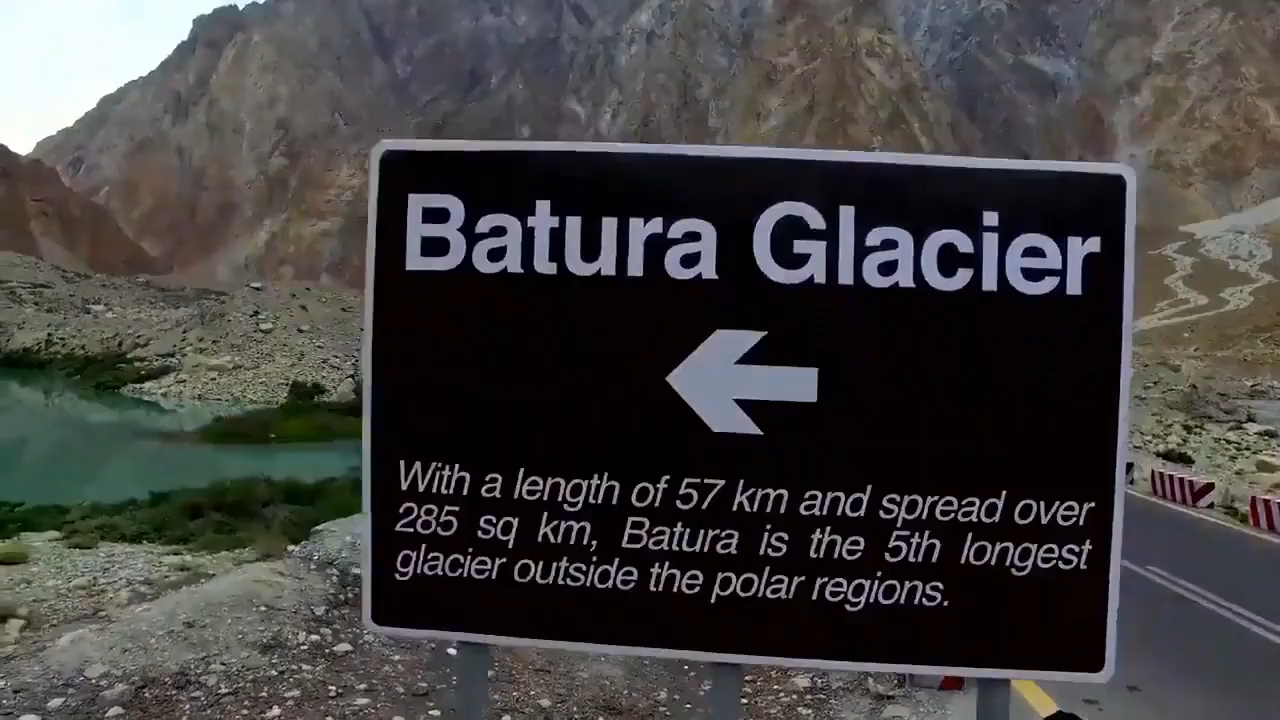 Batura Glacier
With a length of 57 km and spread over
285 sq km, Batura is the 5th longest
glacier outside the polar regions.